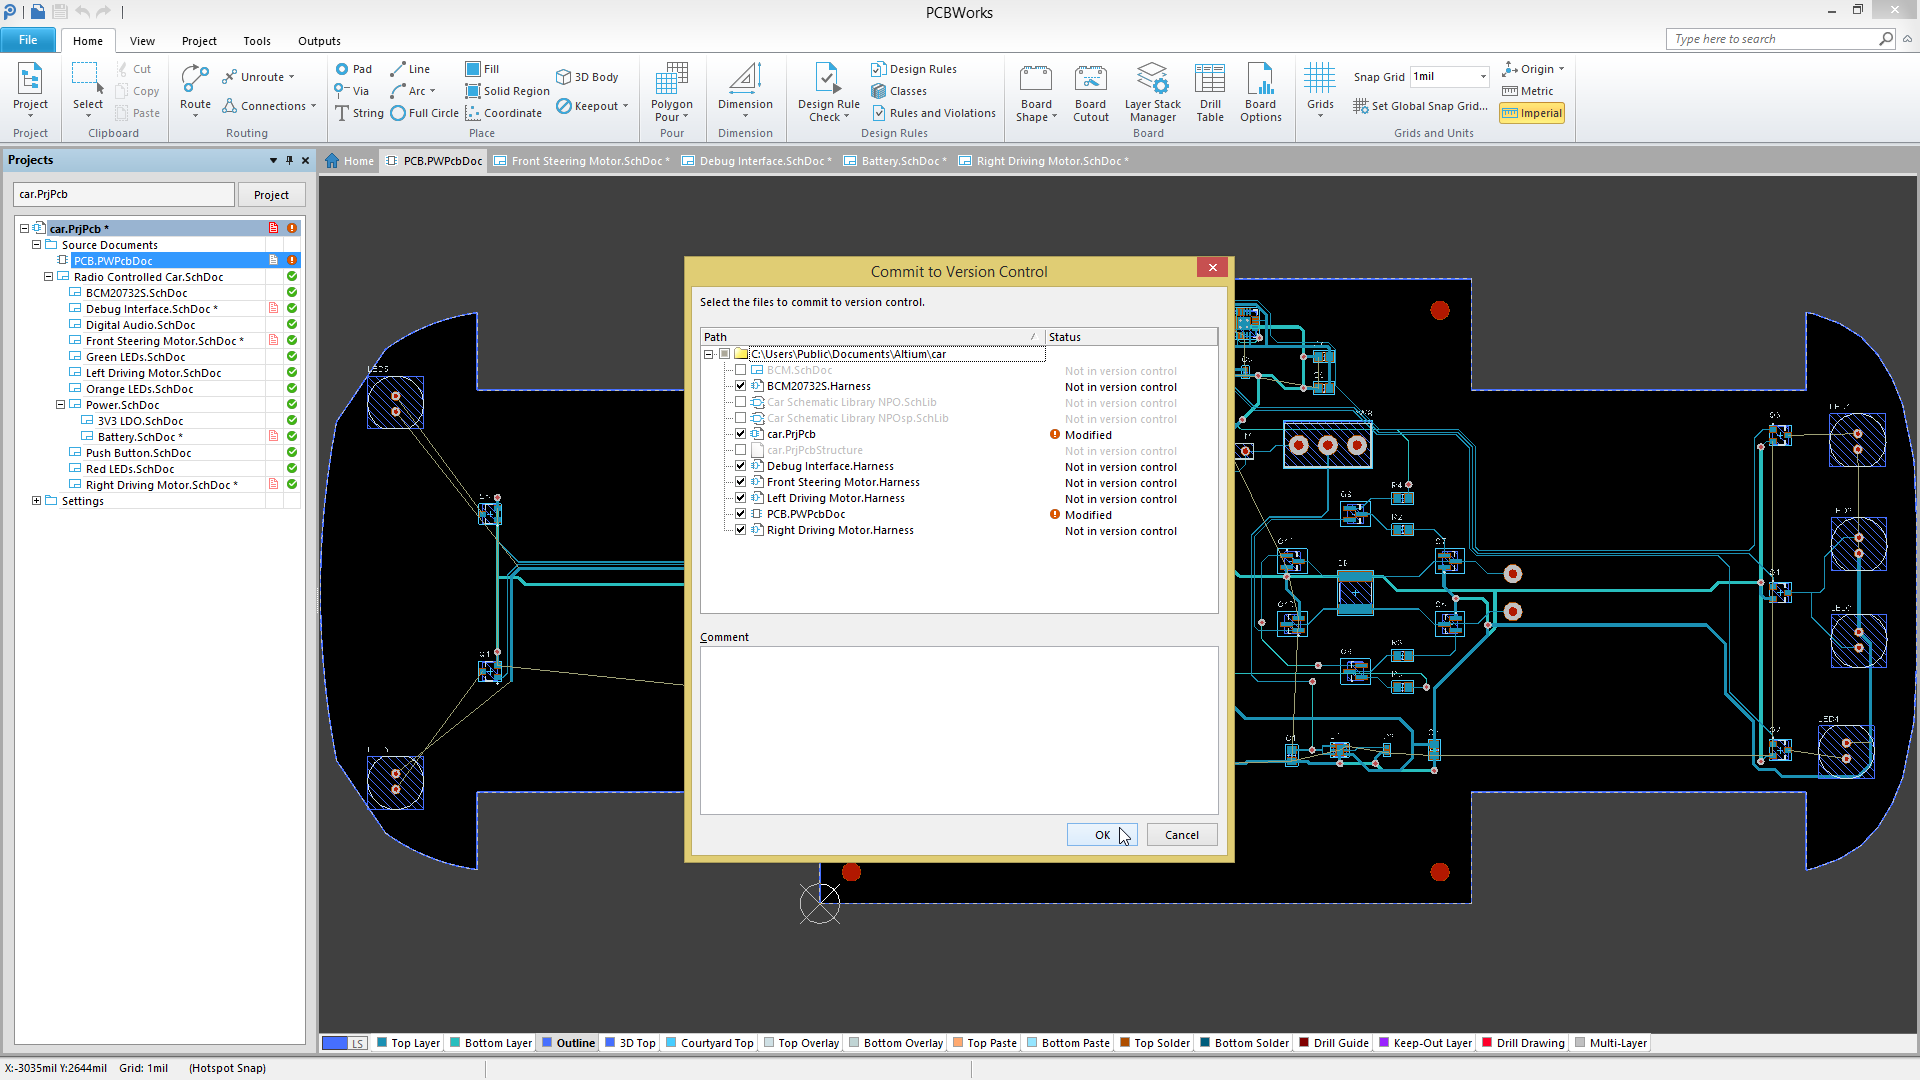 PCBWorks
File Home View Project Tools Outputs
Type here to search
Project
Project
Select
Cut
Copy
Paste
Clipboard
Route
Unroute
Connections
Routing
Pad
Via
String
Line
Arc
Full Circle
Fill
Solid Region
Coordinate
3D Body
Keepout
Place
Polygon
Pour
Pour
Dimension
Dimension
Design Rule
Check
Design Rules
Classes
Rules and Violations
Design Rules
Board
Shape
Board
Cutout
Layer Stack
Manager
Drill
Table
Board
Options
Board
Grids
Snap Grid 1mil
Set Global Snap Grid...
Origin
Metric
Imperial
Grids and Units
Projects
car.PrjPcb Project
car.PrjPcb *
Source Documents
PCB.PWPcbDoc
Radio Controlled Car.SchDoc
BCM20732S.SchDoc
Debug Interface.SchDoc *
Digital Audio.SchDoc
Front Steering Motor.SchDoc *
Green LEDs.SchDoc
Left Driving Motor.SchDoc
Orange LEDs.SchDoc
Power.SchDoc
3V3 LDO.SchDoc
Battery.SchDoc *
Push Button.SchDoc
Red LEDs.SchDoc
Right Driving Motor.SchDoc *
Settings
Home PCB.PWPcbDoc Front Steering Motor.SchDoc * Debug Interface.SchDoc * Battery.SchDoc * Right Driving Motor.SchDoc *
Commit to Version Control
Select the files to commit to version control.
Path Status
C:\Users\Public\Documents\Altium\car
BCM.SchDoc Not in version control
BCM20732S.Harness Not in version control
Car Schematic Library NPO.SchLib Not in version control
Car Schematic Library NPOsp.SchLib Not in version control
car.PrjPcb Modified
car.PrjPcbStructure Not in version control
Debug Interface.Harness Not in version control
Front Steering Motor.Harness Not in version control
Left Driving Motor.Harness Not in version control
PCB.PWPcbDoc Modified
Right Driving Motor.Harness Not in version control
Comment
OK Cancel
LED4
LS Top Layer Bottom Layer Outline 3D Top Courtyard Top Top Overlay Bottom Overlay Top Paste Bottom Paste Top Solder Bottom Solder Drill Guide Keep-Out Layer Drill Drawing Multi-Layer
X:-3035mil Y:2644mil Grid: 1mil (Hotspot Snap)